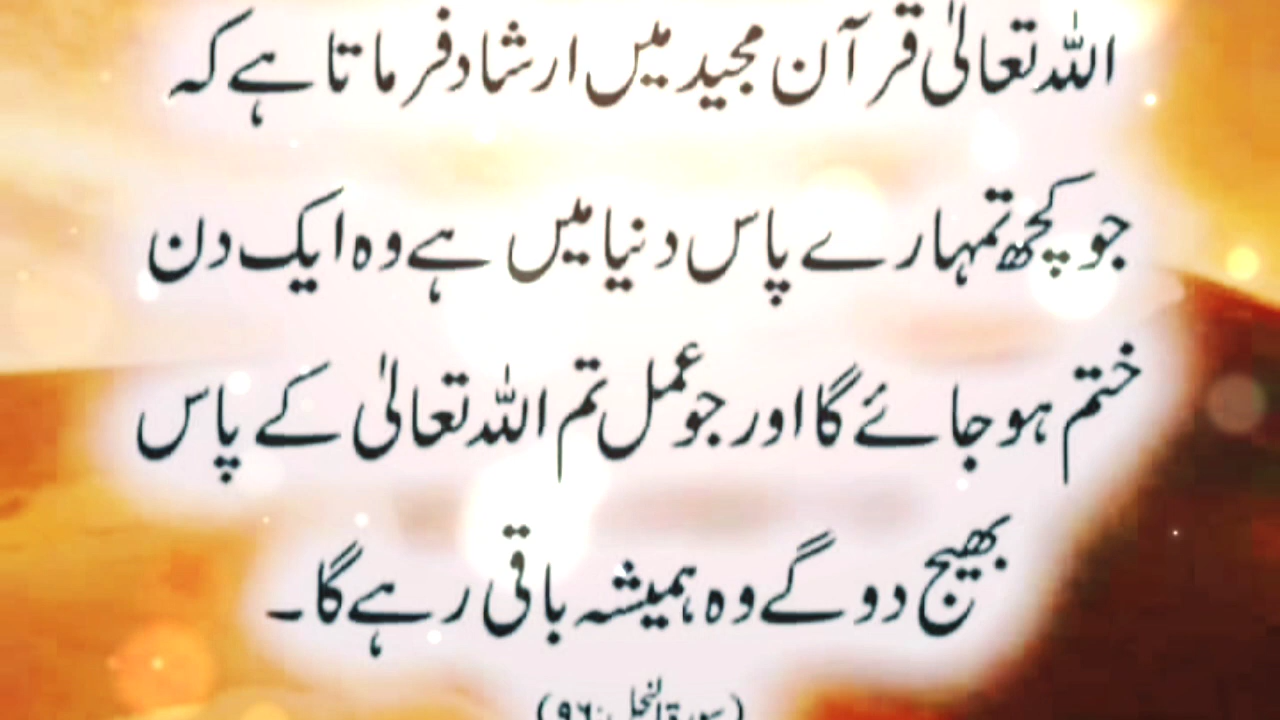 اللہ تعالیٰ قرآن مجید میں ارشاد فرماتا ہے کہ
جو کچھ تمہارے پاس دنیا میں ہے وہ ایک دن
ختم ہو جائے گا اور جو عمل تم اللہ تعالیٰ کے پاس
بھیج دو گے وہ ہمیشہ باقی رہے گا۔
(سورۃ النحل:۹۶)